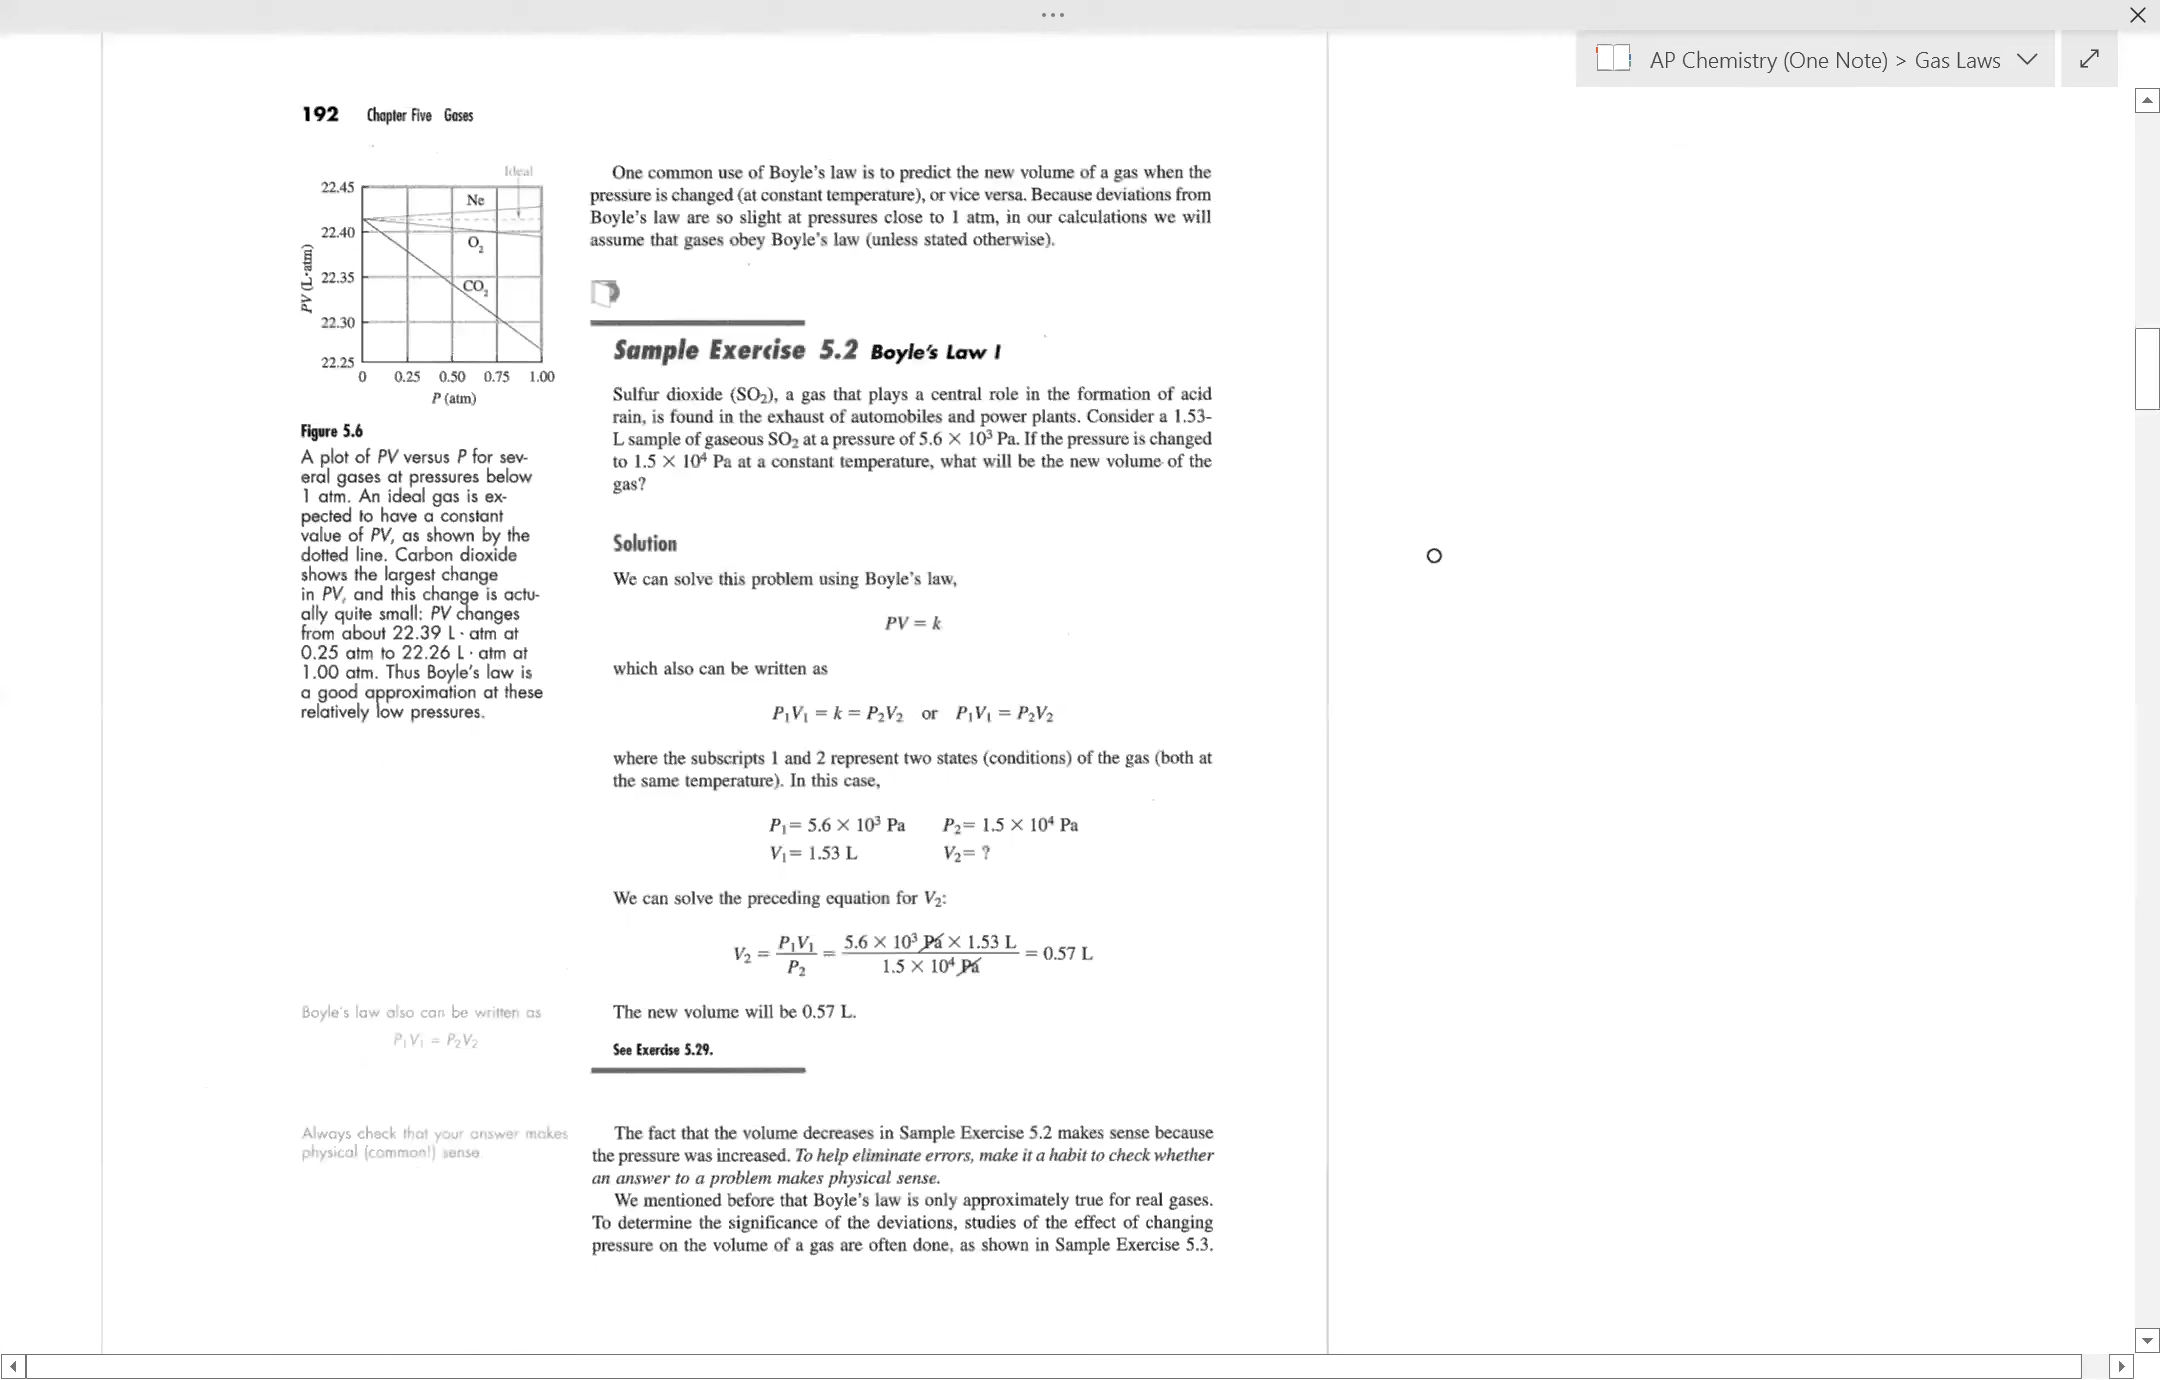 AP Chemistry (One Note) > Gas Laws
192 Chapter Five Gases
Ideal
22.45
Ne
22.40
O₂
22.35
CO₂
22.30
22.25
0 0.25 0.50 0.75 1.00
P (atm)
PV (L·atm)
Figure 5.6
A plot of PV versus P for sev-
eral gases at pressures below
1 atm. An ideal gas is ex-
pected to have a constant
value of PV, as shown by the
dotted line. Carbon dioxide
shows the largest change
in PV, and this change is actu-
ally quite small: PV changes
from about 22.39 L · atm at
0.25 atm to 22.26 L · atm at
1.00 atm. Thus Boyle's law is
a good approximation at these
relatively low pressures.
Boyle's law also can be written as
P₁V₁ = P₂V₂
Always check that your answer makes
physical (common!) sense
One common use of Boyle's law is to predict the new volume of a gas when the
pressure is changed (at constant temperature), or vice versa. Because deviations from
Boyle's law are so slight at pressures close to 1 atm, in our calculations we will
assume that gases obey Boyle's law (unless stated otherwise).
Sample Exercise 5.2 Boyle's Law I
Sulfur dioxide (SO₂), a gas that plays a central role in the formation of acid
rain, is found in the exhaust of automobiles and power plants. Consider a 1.53-
L sample of gaseous SO₂ at a pressure of 5.6 × 10³ Pa. If the pressure is changed
to 1.5 × 10⁴ Pa at a constant temperature, what will be the new volume of the
gas?
Solution
We can solve this problem using Boyle's law,
PV = k
which also can be written as
P₁V₁ = k = P₂V₂ or P₁V₁ = P₂V₂
where the subscripts 1 and 2 represent two states (conditions) of the gas (both at
the same temperature). In this case,
P₁= 5.6 × 10³ Pa P₂= 1.5 × 10⁴ Pa
V₁= 1.53 L V₂= ?
We can solve the preceding equation for V₂:
V₂ = P₁V₁ / P₂ = 5.6 × 10³ Pa × 1.53 L / 1.5 × 10⁴ Pa = 0.57 L
The new volume will be 0.57 L.
See Exercise 5.29.
The fact that the volume decreases in Sample Exercise 5.2 makes sense because
the pressure was increased. To help eliminate errors, make it a habit to check whether
an answer to a problem makes physical sense.
We mentioned before that Boyle's law is only approximately true for real gases.
To determine the significance of the deviations, studies of the effect of changing
pressure on the volume of a gas are often done, as shown in Sample Exercise 5.3.